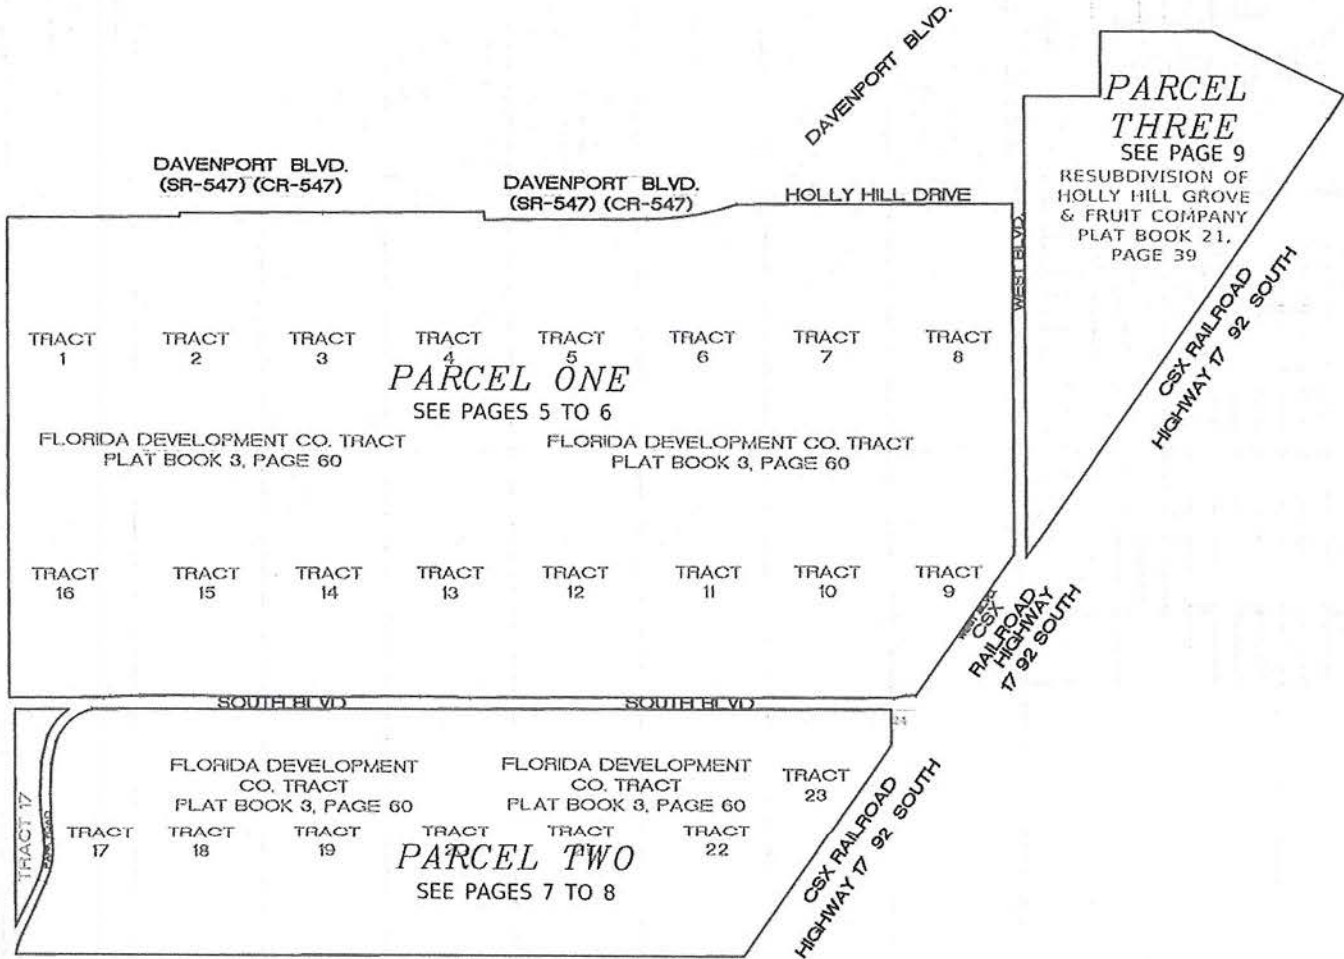 DAVENPORT BLVD.
DAVENPORT BLVD.
(SR-547) (CR-547)
DAVENPORT BLVD.
(SR-547) (CR-547)
HOLLY HILL DRIVE
WEST BLVD.
PARCEL
THREE
SEE PAGE 9
RESUBDIVISION OF
HOLLY HILL GROVE
& FRUIT COMPANY
PLAT BOOK 21,
PAGE 39
CSX RAILROAD
HIGHWAY 17 92 SOUTH
TRACT
1
TRACT
2
TRACT
3
TRACT
4
TRACT
5
TRACT
6
TRACT
7
TRACT
8
PARCEL ONE
SEE PAGES 5 TO 6
FLORIDA DEVELOPMENT CO. TRACT
PLAT BOOK 3, PAGE 60
FLORIDA DEVELOPMENT CO. TRACT
PLAT BOOK 3, PAGE 60
TRACT
16
TRACT
15
TRACT
14
TRACT
13
TRACT
12
TRACT
11
TRACT
10
TRACT
9
WEST BLVD.
CSX
RAILROAD
HIGHWAY
17 92 SOUTH
SOUTH BLVD
SOUTH BLVD
24
FLORIDA DEVELOPMENT
CO. TRACT
PLAT BOOK 3, PAGE 60
FLORIDA DEVELOPMENT
CO. TRACT
PLAT BOOK 3, PAGE 60
TRACT
23
TRACT 17
TRACT
17
TRACT
18
TRACT
19
TRACT
20
TRACT
21
TRACT
22
PARCEL TWO
SEE PAGES 7 TO 8
CSX RAILROAD
HIGHWAY 17 92 SOUTH